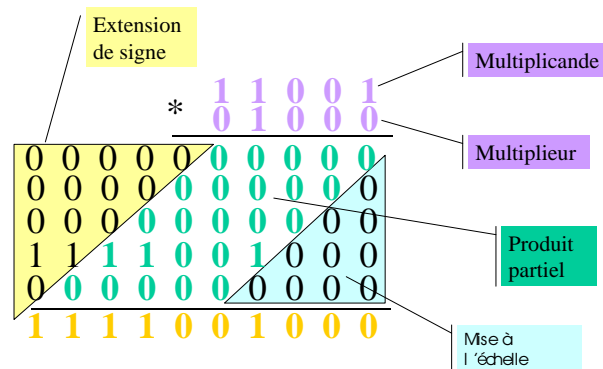 Extension
de signe
Multiplicande
1 1 0 0 1
* 0 1 0 0 0
Multiplieur
0 0 0 0 0 0 0 0 0 0
0 0 0 0 0 0 0 0 0 0
0 0 0 0 0 0 0 0 0 0
1 1 1 1 0 0 1 0 0 0
0 0 0 0 0 0 0 0 0 0
1 1 1 1 0 0 1 0 0 0
Produit
partiel
Mise à
l 'échelle